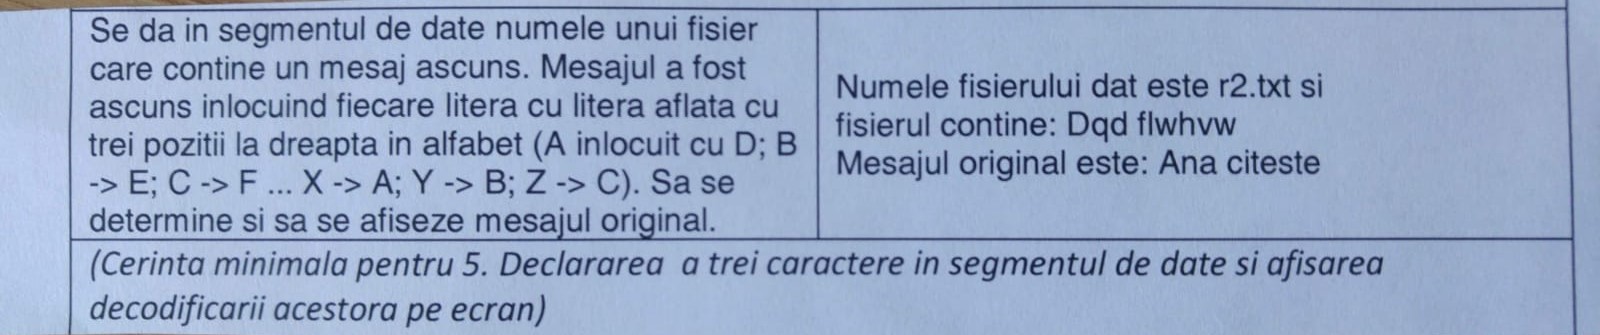 Se da in segmentul de date numele unui fisier
care contine un mesaj ascuns. Mesajul a fost
ascuns inlocuind fiecare litera cu litera aflata cu
trei pozitii la dreapta in alfabet (A inlocuit cu D; B
-> E; C -> F ... X -> A; Y -> B; Z -> C). Sa se
determine si sa se afiseze mesajul original.
Numele fisierului dat este r2.txt si
fisierul contine: Dqd flwhvw
Mesajul original este: Ana citeste
(Cerinta minimala pentru 5. Declararea a trei caractere in segmentul de date si afisarea
decodificarii acestora pe ecran)